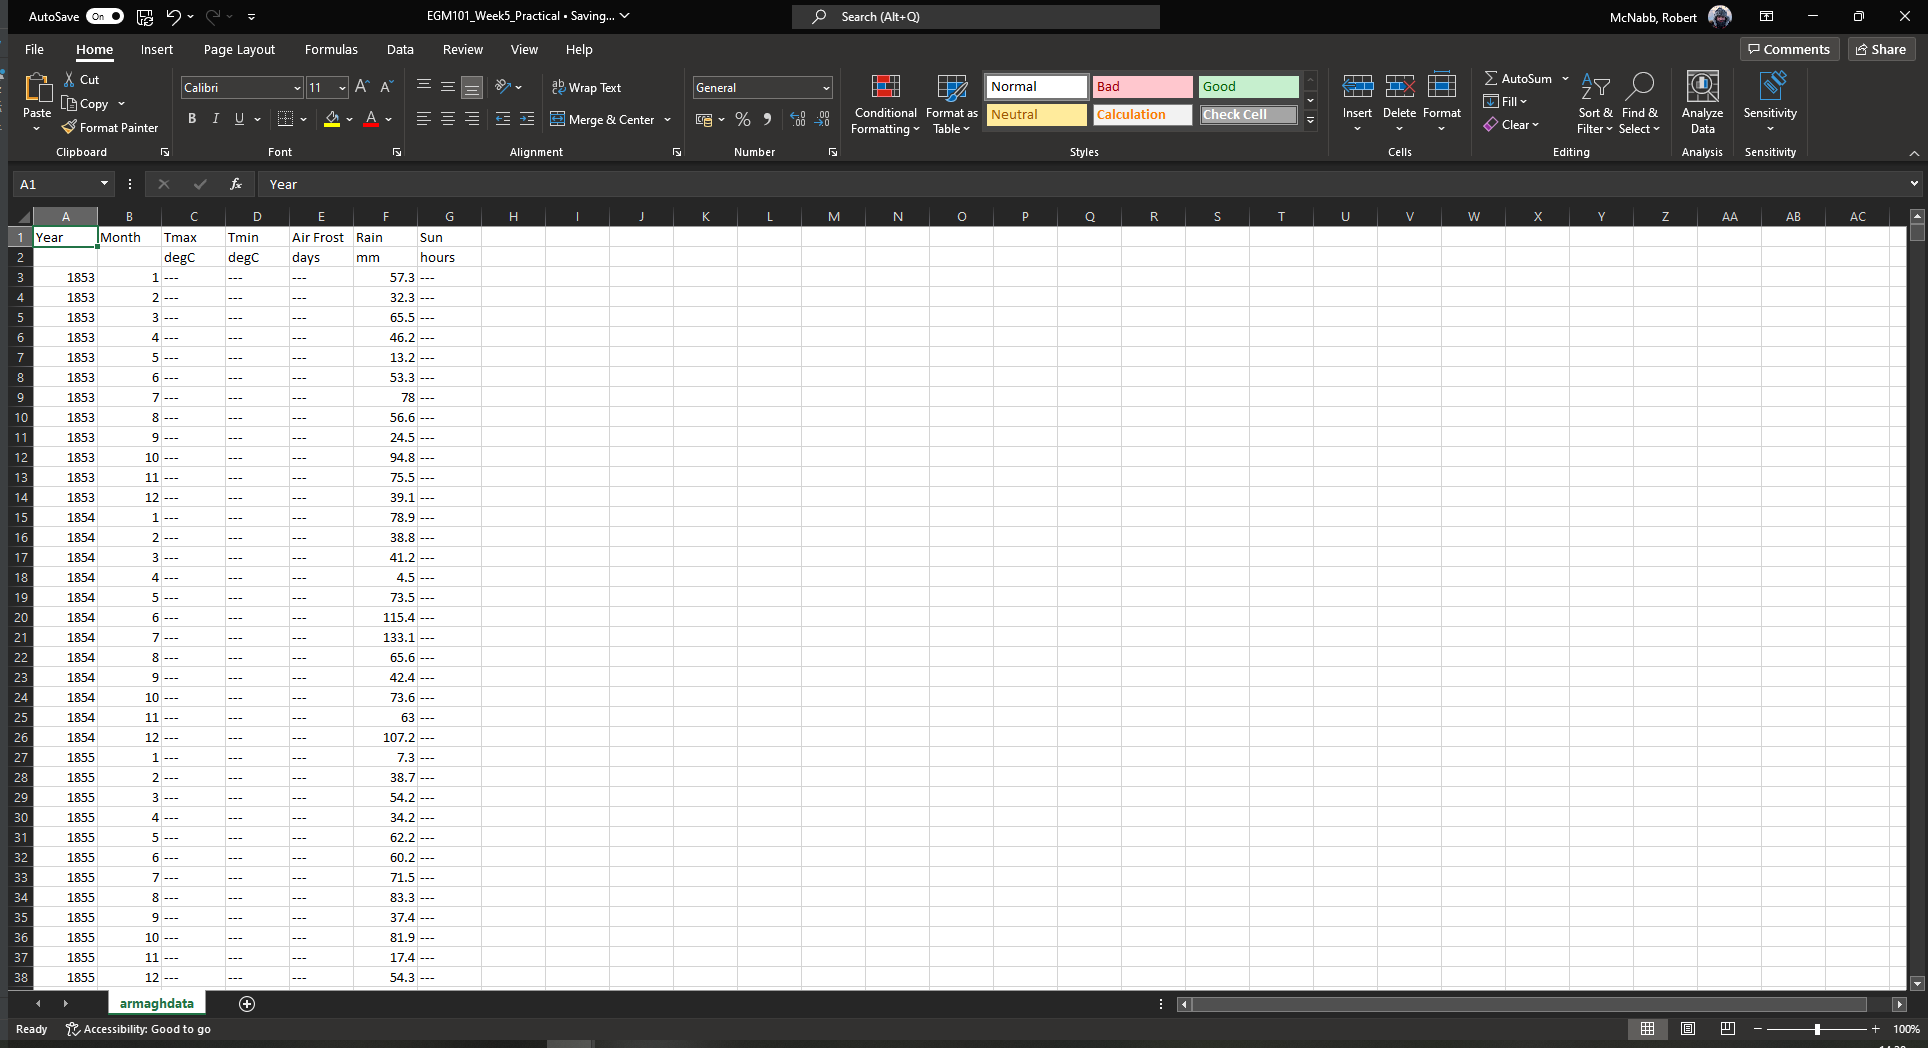 AutoSave On EGM101_Week5_Practical • Saving... Search (Alt+Q) McNabb, Robert
File Home Insert Page Layout Formulas Data Review View Help Comments Share
Paste
Cut
Copy
Format Painter
Clipboard
Calibri 11 A A
B I U A
Font
ab Wrap Text
Merge & Center
Alignment
General
% 9
Number
Conditional Formatting
Format as Table
Normal Bad Good
Neutral Calculation Check Cell
Styles
Insert Delete Format
Cells
AutoSum
Fill
Clear
Sort & Filter
Find & Select
Editing
Analyze Data
Analysis
Sensitivity
Sensitivity
A1 fx Year
A B C D E F G H I J K L M N O P Q R S T U V W X Y Z AA AB AC
1 Year Month Tmax Tmin Air Frost Rain Sun
2 degC degC days mm hours
3 1853 1 --- --- --- 57.3 ---
4 1853 2 --- --- --- 32.3 ---
5 1853 3 --- --- --- 65.5 ---
6 1853 4 --- --- --- 46.2 ---
7 1853 5 --- --- --- 13.2 ---
8 1853 6 --- --- --- 53.3 ---
9 1853 7 --- --- --- 78 ---
10 1853 8 --- --- --- 56.6 ---
11 1853 9 --- --- --- 24.5 ---
12 1853 10 --- --- --- 94.8 ---
13 1853 11 --- --- --- 75.5 ---
14 1853 12 --- --- --- 39.1 ---
15 1854 1 --- --- --- 78.9 ---
16 1854 2 --- --- --- 38.8 ---
17 1854 3 --- --- --- 41.2 ---
18 1854 4 --- --- --- 4.5 ---
19 1854 5 --- --- --- 73.5 ---
20 1854 6 --- --- --- 115.4 ---
21 1854 7 --- --- --- 133.1 ---
22 1854 8 --- --- --- 65.6 ---
23 1854 9 --- --- --- 42.4 ---
24 1854 10 --- --- --- 73.6 ---
25 1854 11 --- --- --- 63 ---
26 1854 12 --- --- --- 107.2 ---
27 1855 1 --- --- --- 7.3 ---
28 1855 2 --- --- --- 38.7 ---
29 1855 3 --- --- --- 54.2 ---
30 1855 4 --- --- --- 34.2 ---
31 1855 5 --- --- --- 62.2 ---
32 1855 6 --- --- --- 60.2 ---
33 1855 7 --- --- --- 71.5 ---
34 1855 8 --- --- --- 83.3 ---
35 1855 9 --- --- --- 37.4 ---
36 1855 10 --- --- --- 81.9 ---
37 1855 11 --- --- --- 17.4 ---
38 1855 12 --- --- --- 54.3 ---
armaghdata
Ready Accessibility: Good to go 100%